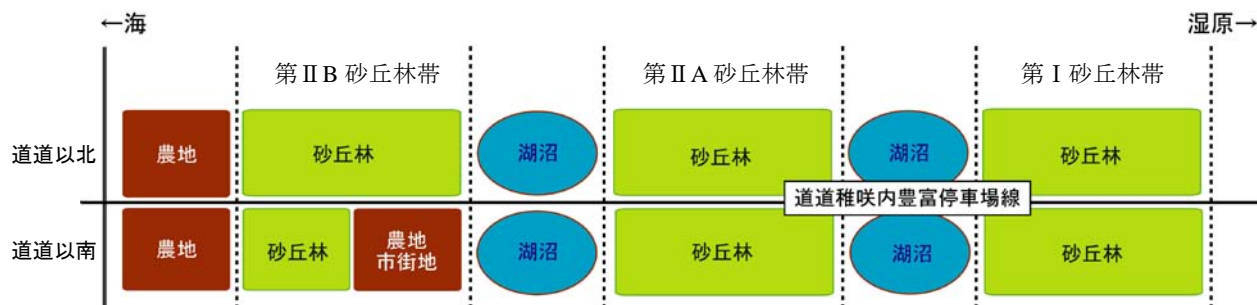 ←海
湿原→
第ⅡB 砂丘林帯
第ⅡA 砂丘林帯
第Ⅰ砂丘林帯
道道以北
農地
砂丘林
湖沼
砂丘林
湖沼
砂丘林
道道稚咲内豊富停車場線
道道以南
農地
砂丘林
農地
市街地
湖沼
砂丘林
湖沼
砂丘林